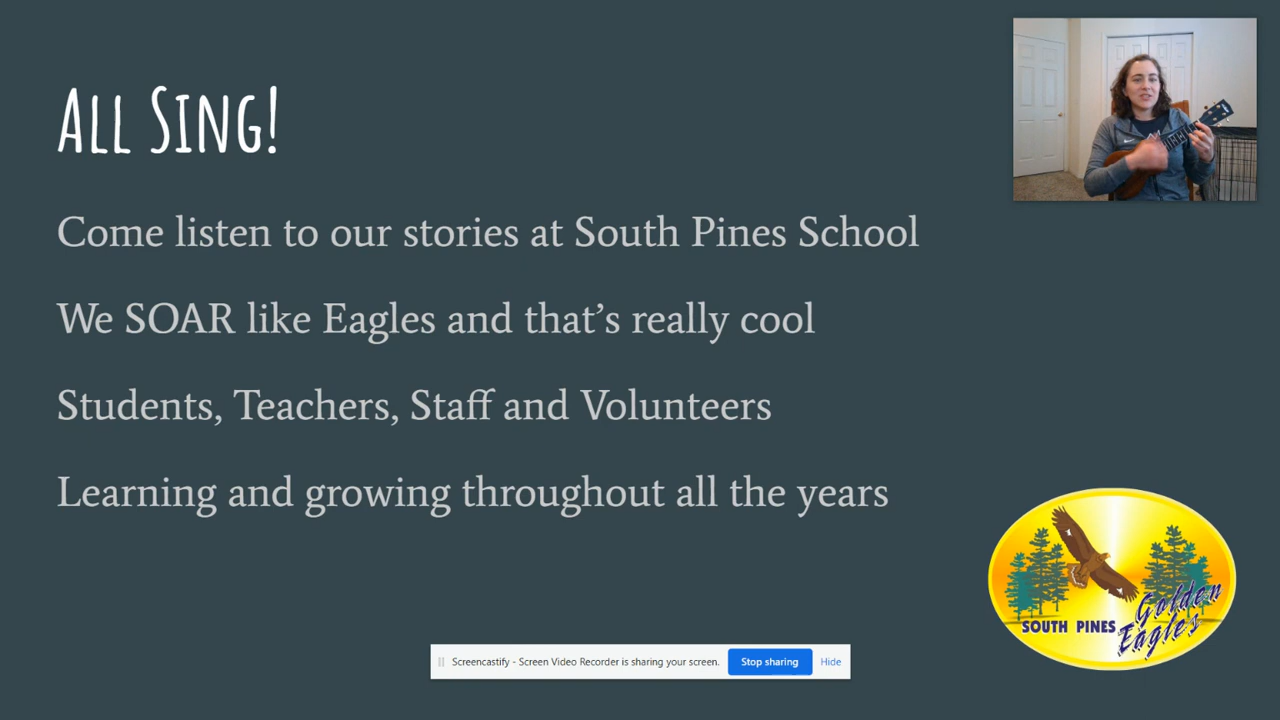 All Sing!
Come listen to our stories at South Pines School
We SOAR like Eagles and that’s really cool
Students, Teachers, Staff and Volunteers
Learning and growing throughout all the years
Golden
SOUTH PINES Eagles
Screencastify - Screen Video Recorder is sharing your screen. Stop sharing Hide